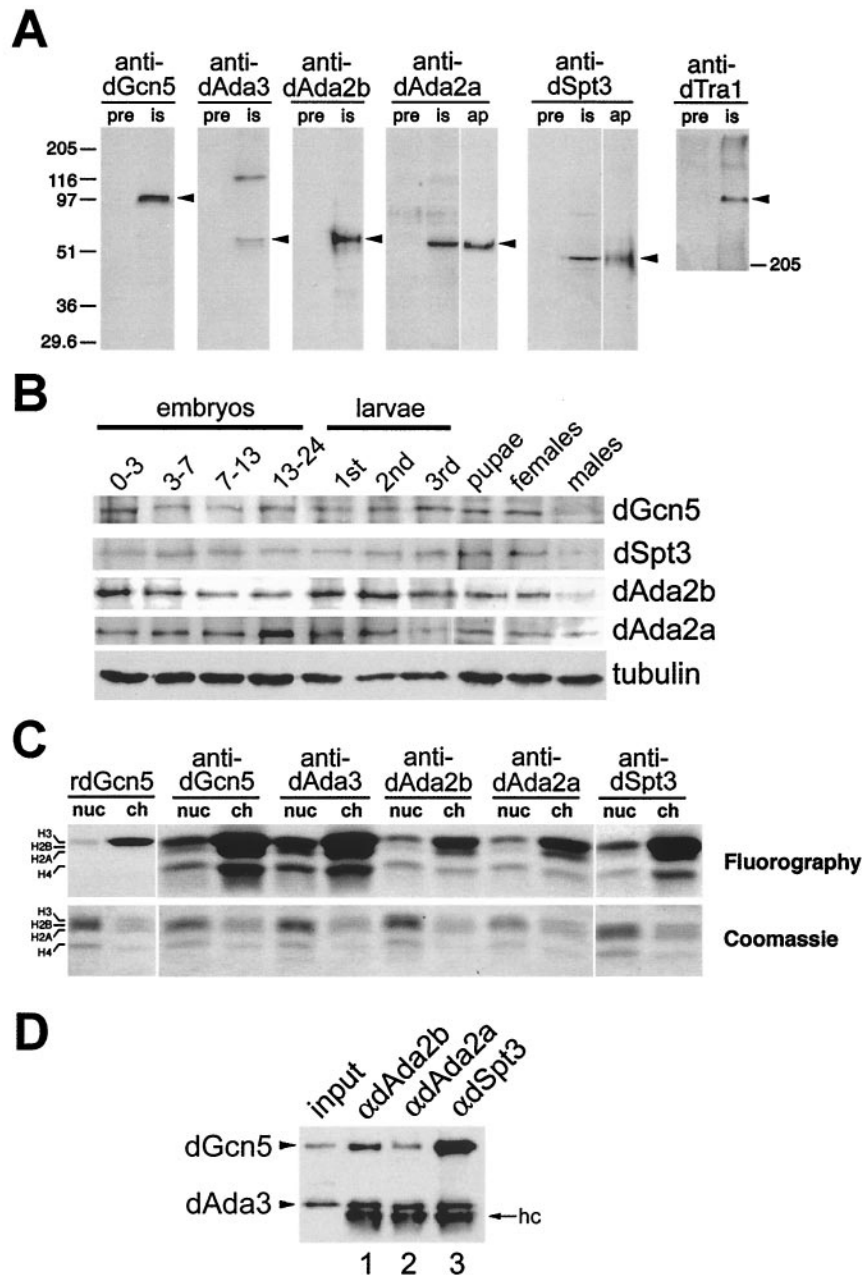 A
anti-dGcn5 anti-dAda3 anti-dAda2b anti-dAda2a anti-dSpt3 anti-dTra1
pre is pre is pre is pre is ap pre is ap pre is
205
116
97
51
36
29.6
205
B
embryos larvae
0-3 3-7 7-13 13-24 1st 2nd 3rd pupae females males
dGcn5
dSpt3
dAda2b
dAda2a
tubulin
C
rdGcn5 anti-dGcn5 anti-dAda3 anti-dAda2b anti-dAda2a anti-dSpt3
nuc ch nuc ch nuc ch nuc ch nuc ch nuc ch
H3
H2B
H2A
H4
Fluorography
H3
H2B
H2A
H4
Coomassie
D
input αdAda2b αdAda2a αdSpt3
dGcn5
dAda3
hc
1 2 3